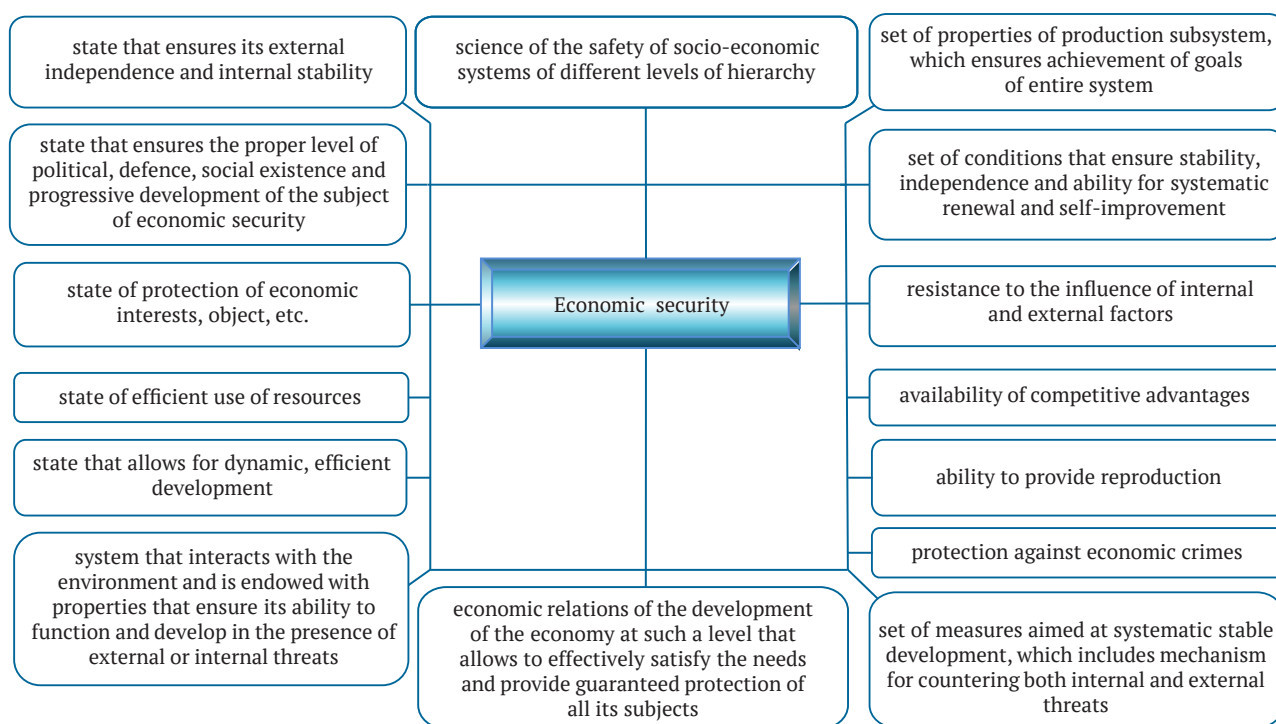 state that ensures its external
independence and internal stability
science of the safety of socio-economic
systems of different levels of hierarchy
set of properties of production subsystem,
which ensures achievement of goals
of entire system
state that ensures the proper level of
political, defence, social existence and
progressive development of the subject
of economic security
set of conditions that ensure stability,
independence and ability for systematic
renewal and self-improvement
state of protection of economic
interests, object, etc.
Economic security
resistance to the influence of internal
and external factors
state of efficient use of resources
availability of competitive advantages
state that allows for dynamic, efficient
development
ability to provide reproduction
system that interacts with the
environment and is endowed with
properties that ensure its ability to
function and develop in the presence of
external or internal threats
protection against economic crimes
economic relations of the development
of the economy at such a level that
allows to effectively satisfy the needs
and provide guaranteed protection of
all its subjects
set of measures aimed at systematic stable
development, which includes mechanism
for countering both internal and external
threats